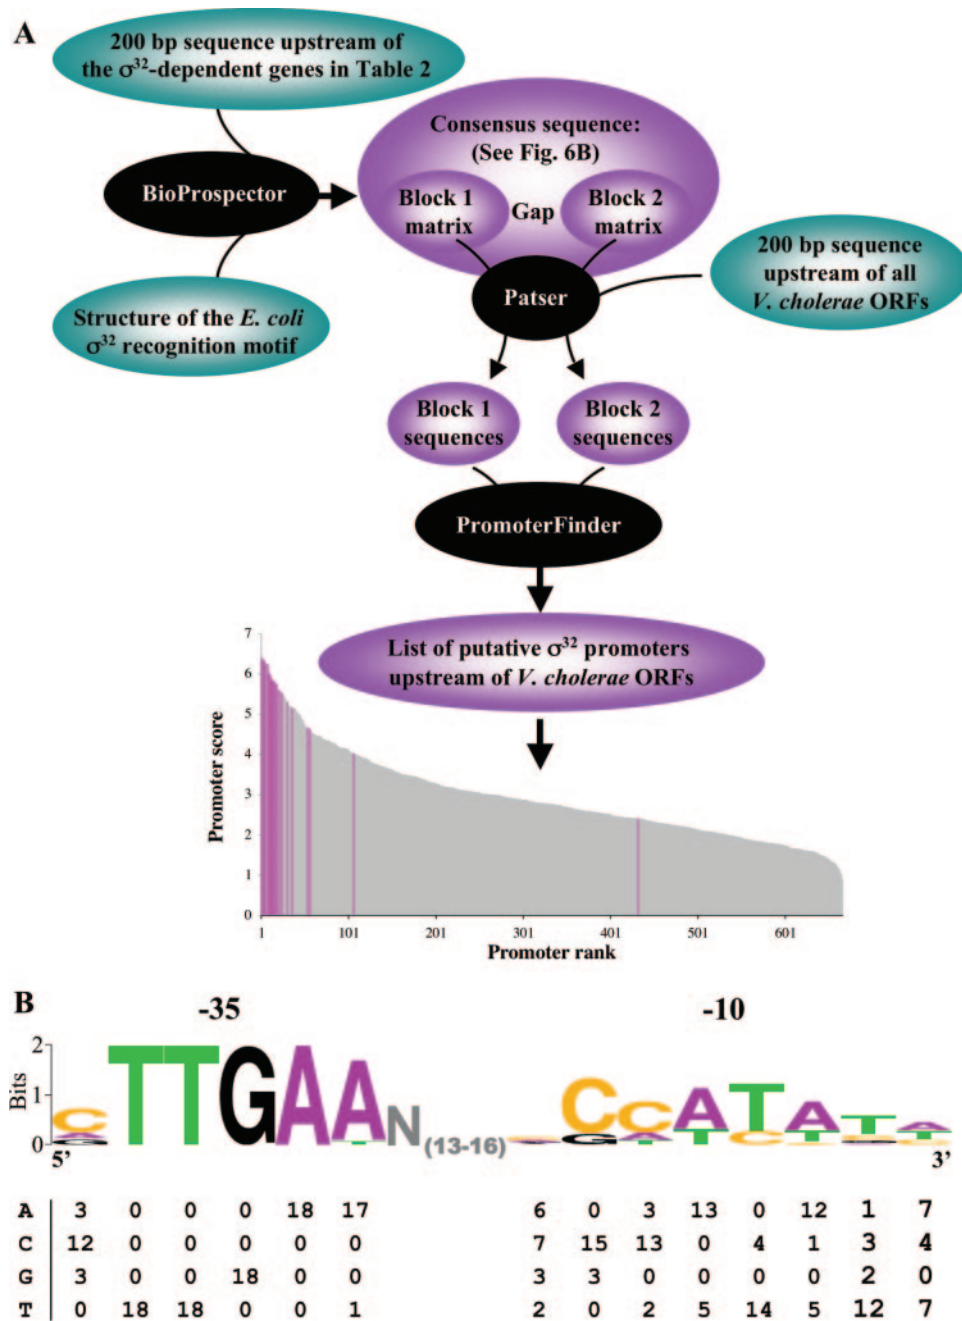 A
200 bp sequence upstream of
the σ32-dependent genes in Table 2
BioProspector
Structure of the E. coli
σ32 recognition motif
Consensus sequence:
(See Fig. 6B)
Block 1
matrix
Gap
Block 2
matrix
200 bp sequence
upstream of all
V. cholerae ORFs
Patser
Block 1
sequences
Block 2
sequences
PromoterFinder
List of putative σ32 promoters
upstream of V. cholerae ORFs
Promoter score
7
6
5
4
3
2
1
0
1 101 201 301 401 501 601
Promoter rank
B
-35 -10
Bits
2
1
0
5' 3'
CTTGAAN(13-16)
A 3 0 0 0 18 17 6 0 3 13 0 12 1 7
C 12 0 0 0 0 0 7 15 13 0 4 1 3 4
G 3 0 0 18 0 0 3 3 0 0 0 0 2 0
T 0 18 18 0 0 1 2 0 2 5 14 5 12 7